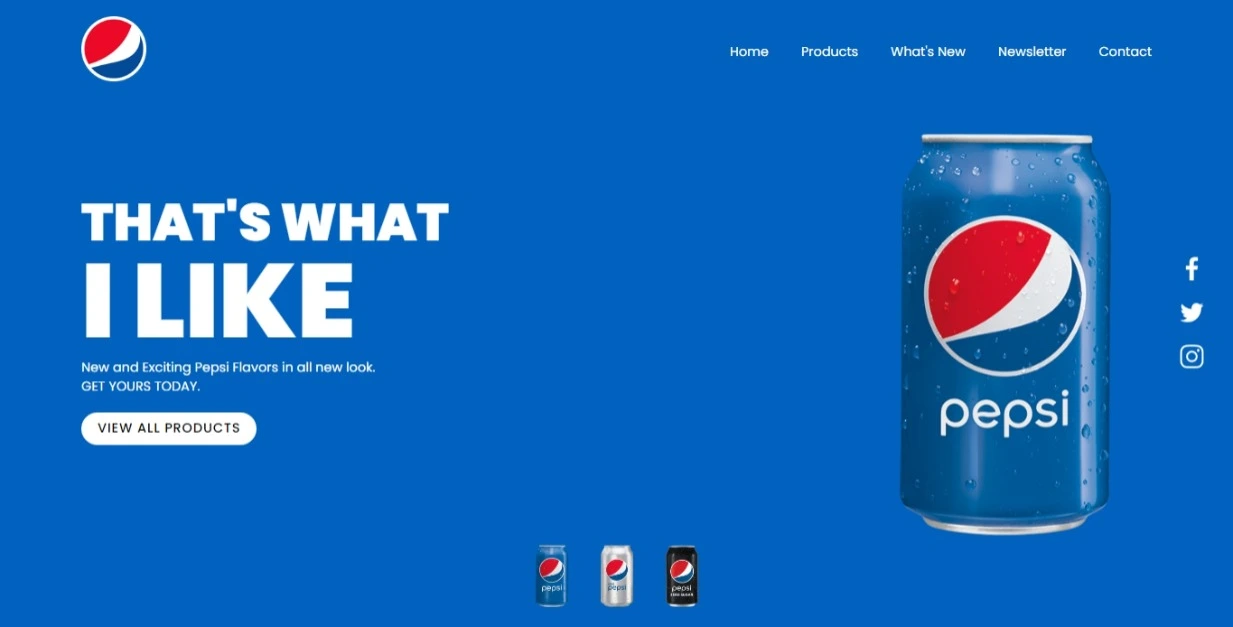 Home Products What's New Newsletter Contact
THAT'S WHAT
I LIKE
New and Exciting Pepsi Flavors in all new look.
GET YOURS TODAY.
VIEW ALL PRODUCTS
pepsi
pepsi
pepsi
pepsi